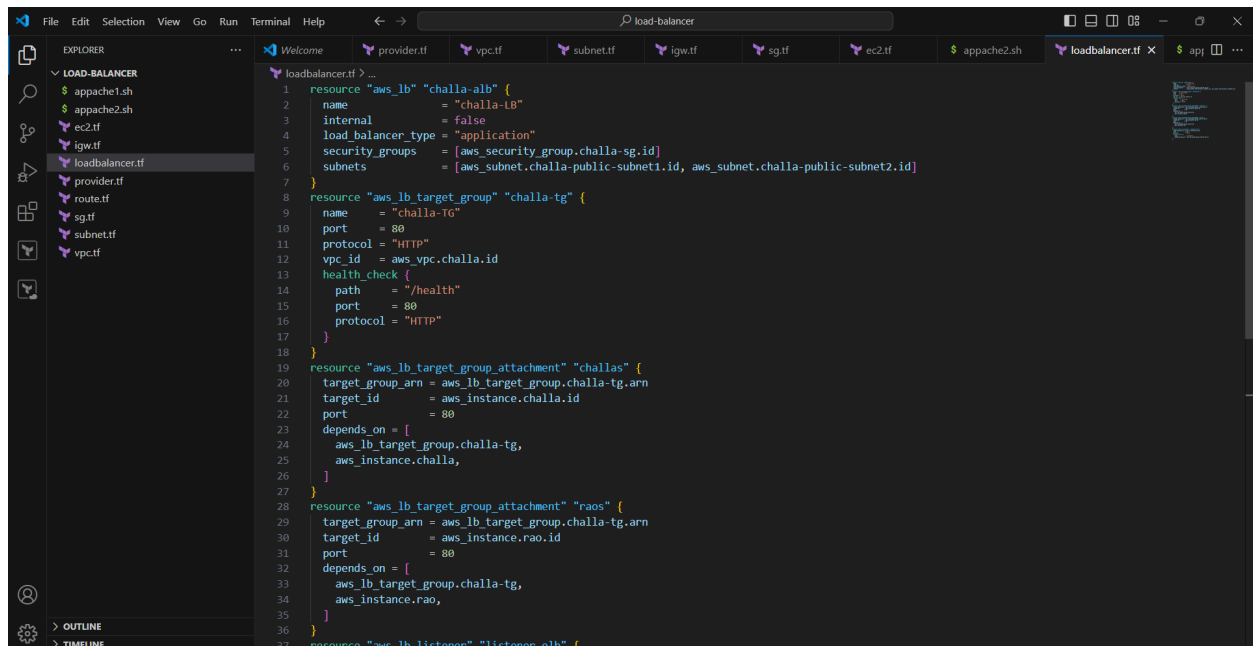 File Edit Selection View Go Run Terminal Help
load-balancer
EXPLORER
Welcome provider.tf vpc.tf subnet.tf igw.tf sg.tf ec2.tf $ appache2.sh loadbalancer.tf $ apr
LOAD-BALANCER
$ appache1.sh
$ appache2.sh
ec2.tf
igw.tf
loadbalancer.tf
provider.tf
route.tf
sg.tf
subnet.tf
vpc.tf
OUTLINE
TIMELINE
loadbalancer.tf > ...
1 resource "aws_lb" "challa-alb" {
2 name = "challa-LB"
3 internal = false
4 load_balancer_type = "application"
5 security_groups = [aws_security_group.challa-sg.id]
6 subnets = [aws_subnet.challa-public-subnet1.id, aws_subnet.challa-public-subnet2.id]
7 }
8 resource "aws_lb_target_group" "challa-tg" {
9 name = "challa-TG"
10 port = 80
11 protocol = "HTTP"
12 vpc_id = aws_vpc.challa.id
13 health_check {
14 path = "/health"
15 port = 80
16 protocol = "HTTP"
17 }
18 }
19 resource "aws_lb_target_group_attachment" "challas" {
20 target_group_arn = aws_lb_target_group.challa-tg.arn
21 target_id = aws_instance.challa.id
22 port = 80
23 depends_on = [
24 aws_lb_target_group.challa-tg,
25 aws_instance.challa,
26 ]
27 }
28 resource "aws_lb_target_group_attachment" "raos" {
29 target_group_arn = aws_lb_target_group.challa-tg.arn
30 target_id = aws_instance.rao.id
31 port = 80
32 depends_on = [
33 aws_lb_target_group.challa-tg,
34 aws_instance.rao,
35 ]
36 }
37 resource "aws_lb_listener" "listener_elb" {